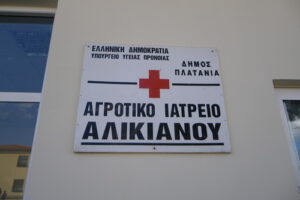 ΕΛΛΗΝΙΚΗ ΔΗΜΟΚΡΑΤΙΑ
ΥΠΟΥΡΓΕΙΟ ΥΓΕΙΑΣ ΠΡΟΝΟΙΑΣ
ΔΗΜΟΣ
ΠΛΑΤΑΝΙΑ
ΑΓΡΟΤΙΚΟ ΙΑΤΡΕΙΟ
ΑΛΙΚΙΑΝΟΥ